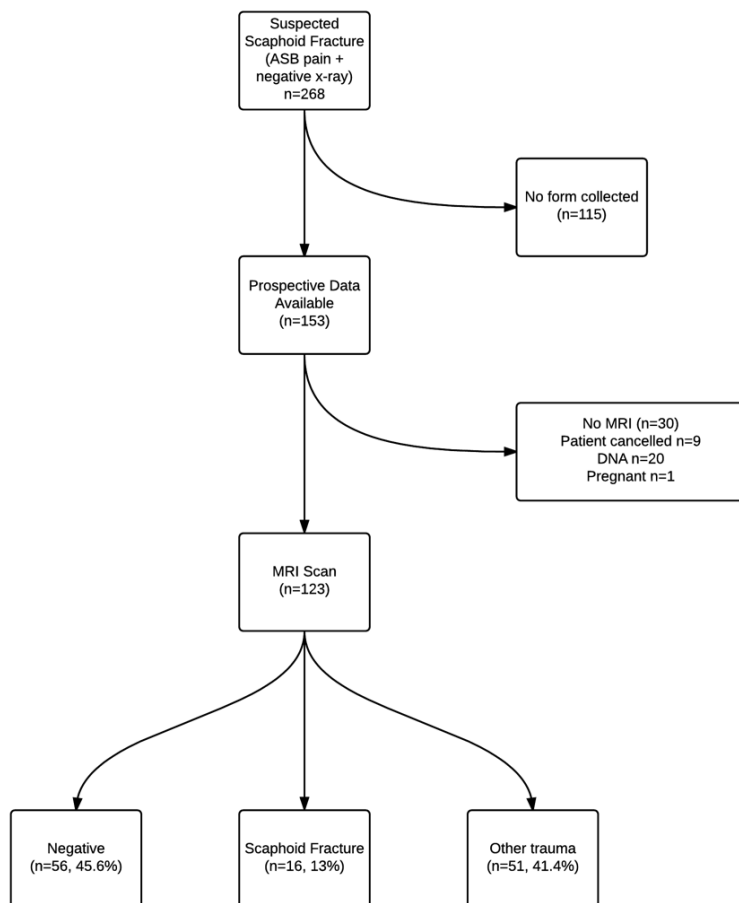 Suspected
Scaphoid Fracture
(ASB pain +
negative x-ray)
n=268
No form collected
(n=115)
Prospective Data
Available
(n=153)
No MRI (n=30)
Patient cancelled n=9
DNA n=20
Pregnant n=1
MRI Scan
(n=123)
Negative
(n=56, 45.6%)
Scaphoid Fracture
(n=16, 13%)
Other trauma
(n=51, 41.4%)